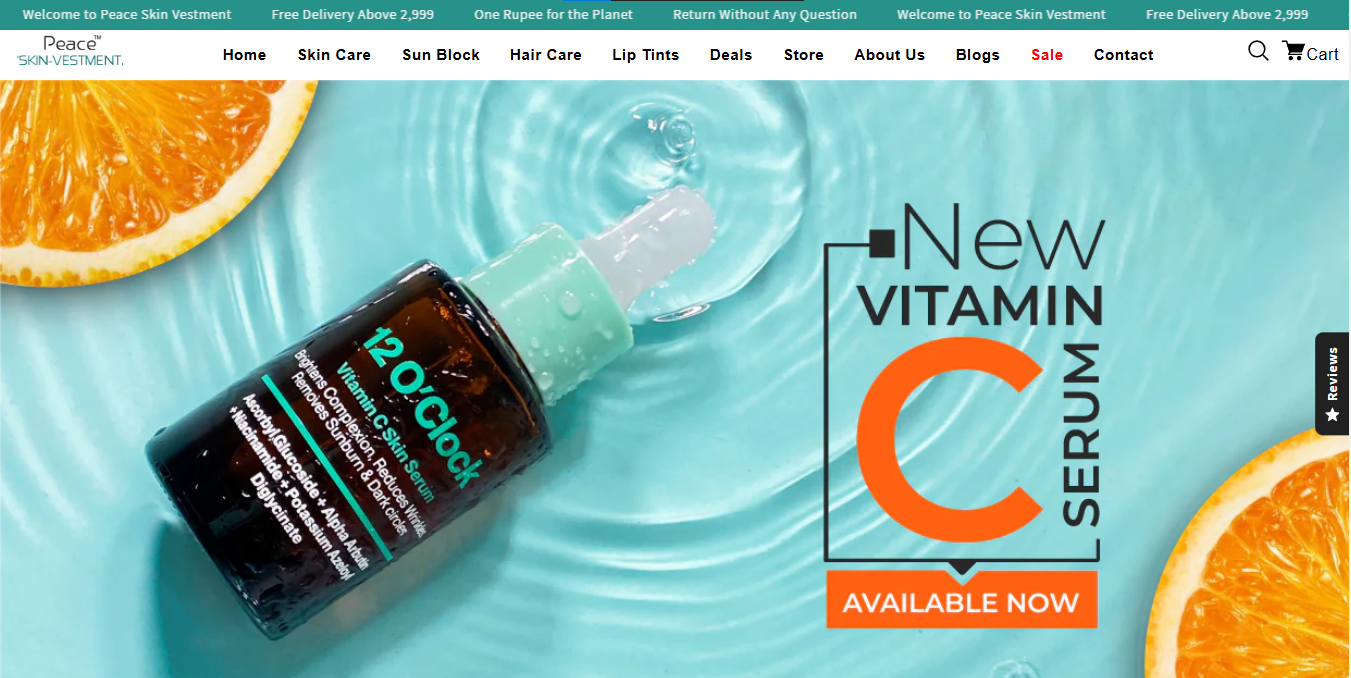 Welcome to Peace Skin Vestment Free Delivery Above 2,999 One Rupee for the Planet Return Without Any Question Welcome to Peace Skin Vestment Free Delivery Above 2,999
Peace™
SKIN-VESTMENT.
Home Skin Care Sun Block Hair Care Lip Tints Deals Store About Us Blogs Sale Contact
Cart
12 O'Clock
Vitamin C Skin Serum
Brightens Complexion, Reduces Wrinkles
Removes Sunburn & Dark circles
Ascorbyl Glucoside + Alpha Arbutin
+ Niacinamide + Potassium Azeloyl
Diglycinate
New
VITAMIN
C
SERUM
AVAILABLE NOW
Reviews